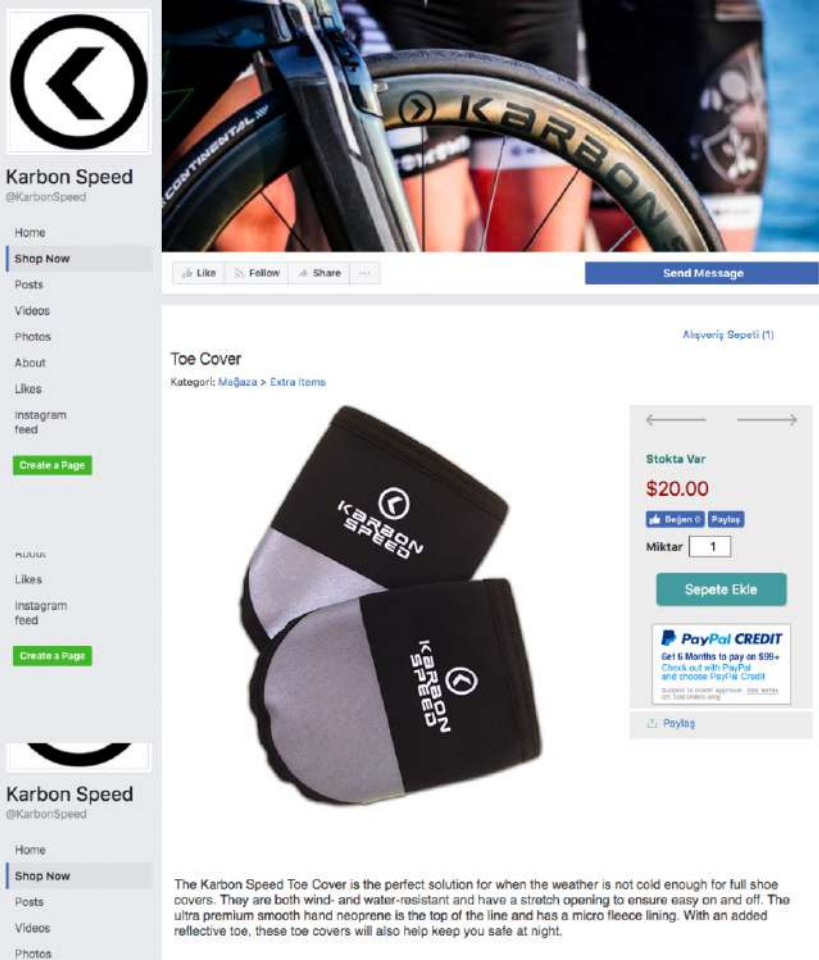 Karbon Speed
@KarbonSpeed
Home
Shop Now
Posts
Videos
Photos
About
Likes
Instagram
feed
Create a Page
Likes
Instagram
feed
Create a Page
Karbon Speed
@KarbonSpeed
Home
Shop Now
Posts
Videos
Photos
CONTINENTAL
KARBONS
Like
Follow
Share
Send Message
Alışveriş Sepeti (1)
Toe Cover
Kategori: Mağaza > Extra Items
KARBON
SPEED
KARBON
SPEED
Stokta Var
$20.00
Beğen 0 Paylaş
Miktar 1
Sepete Ekle
PayPal CREDIT
Get 6 Months to pay on $99+
Check out with PayPal
and choose PayPal Credit
Paylaş
The Karbon Speed Toe Cover is the perfect solution for when the weather is not cold enough for full shoe
covers. They are both wind- and water-resistant and have a stretch opening to ensure easy on and off. The
ultra premium smooth hand neoprene is the top of the line and has a micro fleece lining. With an added
reflective toe, these toe covers will also help keep you safe at night.